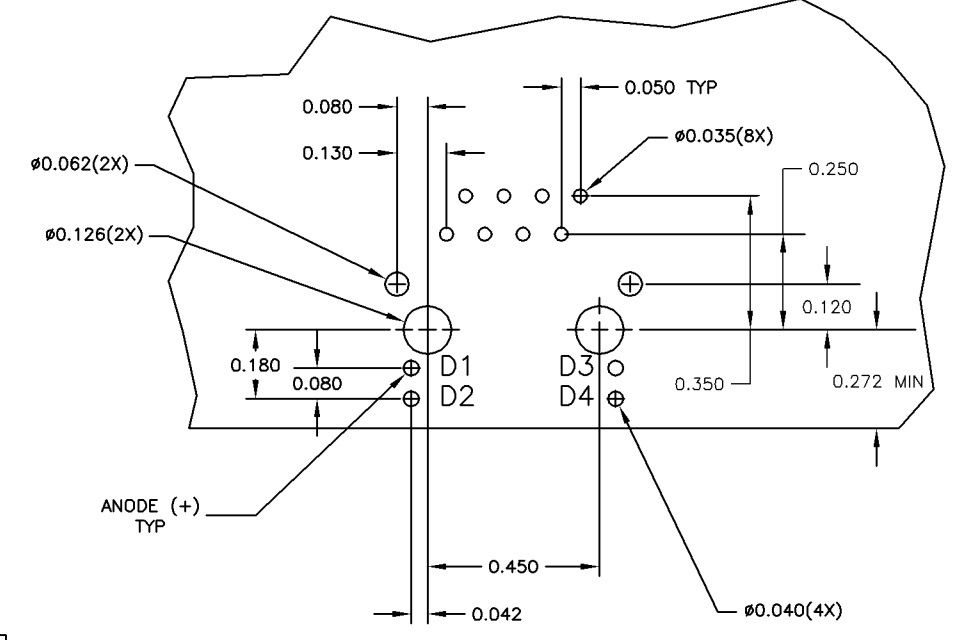 0.050 TYP
0.080
ø0.035(8X)
0.130
ø0.062(2X)
0.250
ø0.126(2X)
0.120
0.180
D1
D3
0.080
0.350
0.272 MIN
D2
D4
ANODE (+)
TYP
0.450
0.042
ø0.040(4X)